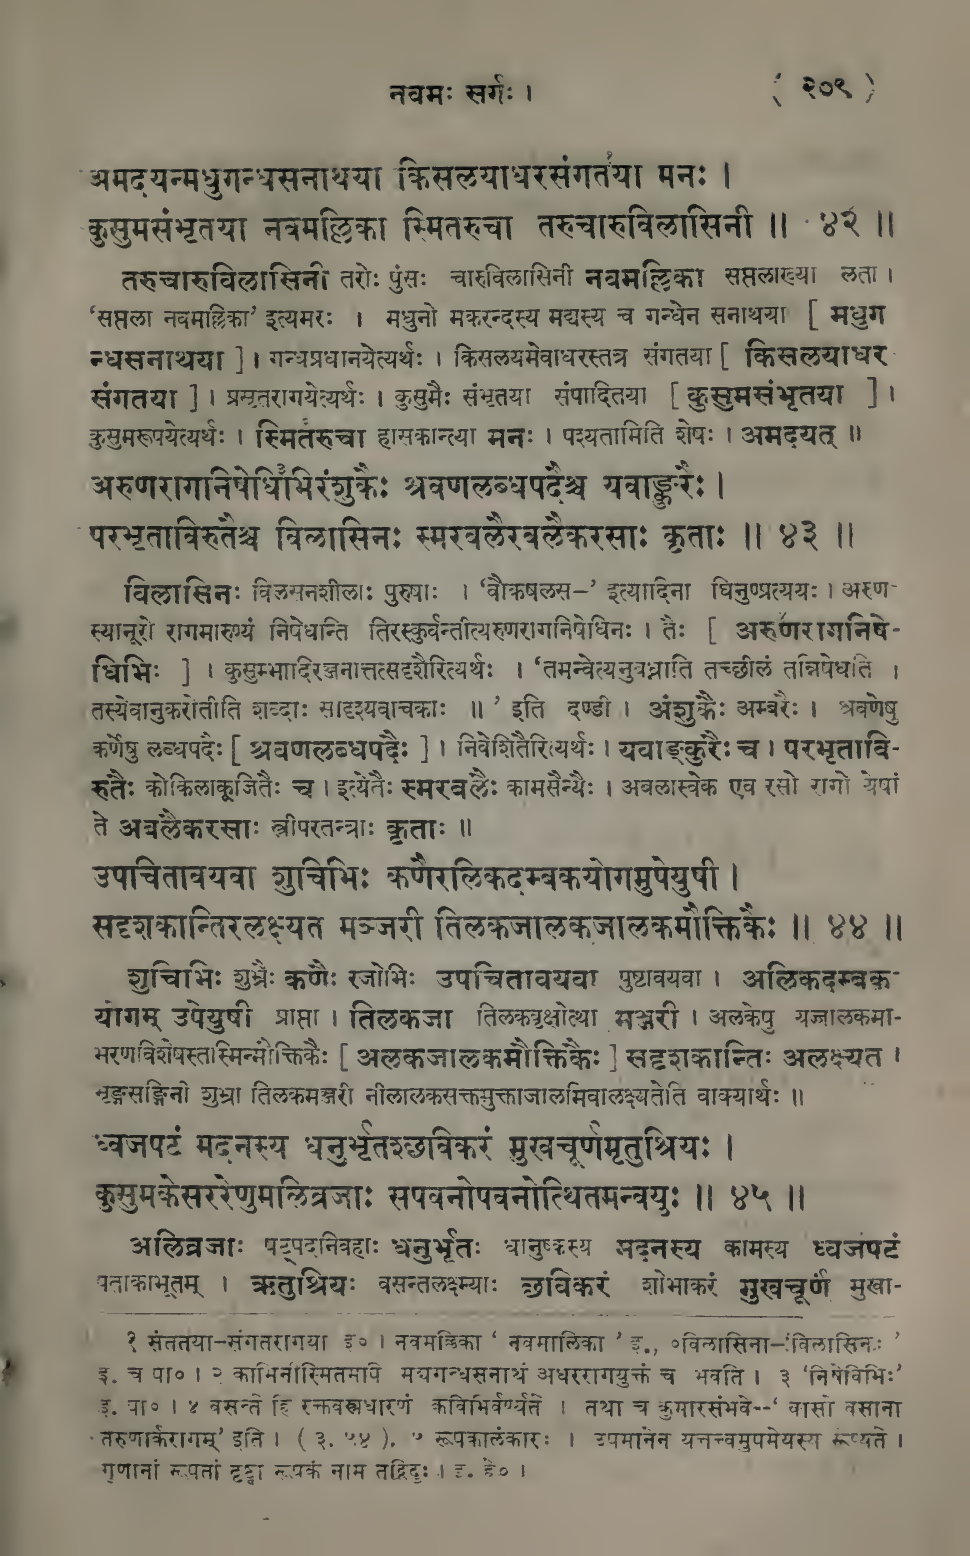 नवमः सर्गः । ( २०९ )
अमदयन्मधुगन्धसनाथया किसलयाधरसंगर्तया मनः ।
कुसुमसंभृतया नवमल्लिका स्मितरुचा तरुचारुविलासिनी ॥ ४२ ॥
तरुचारुविलासिनी तरोः पुंसः चारुविलासिनी नवमल्लिका सप्तलाख्या लता ।
‘सप्तला नवमल्लिका’ इत्यमरः । मधुनो मकरन्दस्य मद्यस्य च गन्धेन सनाथया [ मधुग
न्धसनाथया ] । गन्धप्रधानयेत्यर्थः । किसलयमेवाधरस्तत्र संगतया [ किसलयाधर
संगतया ] । प्रसृतरागयेत्यर्थः । कुसुमैः संभृतया संपादितया [ कुसुमसंभृतया ] ।
कुसुमरूपयेत्यर्थः । स्मितरुचा हासकान्त्या मनः । पश्यतामिति शेषः । अमदयत् ॥
अरुणरागनिषेधिभिरंशुकैः श्रवणलब्धपदैश्च यवाङ्कुरैः ।
परभृताविरुतैश्च विलासिनः स्मरबलैरबलैकरसाः कृताः ॥ ४३ ॥
विलासिनः विलसनशीलाः पुरुषाः । ‘वौकषलस–’ इत्यादिना घिनुण्प्रत्ययः । अरुण-
स्यानूरो रागमारुण्यं निषेधन्ति तिरस्कुर्वन्तीत्यरुणरागनिषेधिनः । तैः [ अरुणरागनिषे-
धिभिः ] । कुसुम्भादिरञ्जनात्तत्सदृशैरित्यर्थः । ‘तमन्वेत्यनुबध्नाति तच्छीलं तन्निषेधति ।
तस्येवानुकरोतीति शब्दाः सादृश्यवाचकाः ॥ ’ इति दण्डी । अंशुकैः अम्बरैः । श्रवणेषु
कर्णेषु लब्धपदैः [ श्रवणलब्धपदैः ] । निवेशितैरित्यर्थः । यवाङ्कुरैः च । परभृतावि-
रुतैः कोकिलाकूजितैः च । इत्येतैः स्मरबलैः कामसैन्यैः । अबलास्वेक एव रसो रागो येषां
ते अबलैकरसाः स्त्रीपरतन्त्राः कृताः ॥
उपचितावयवा शुचिभिः कणैरलिकदम्बकयोगमुपेयुषी ।
सदृशकान्तिरलक्ष्यत मञ्जरी तिलकजालकजालकमौक्तिकैः ॥ ४४ ॥
शुचिभिः शुभ्रैः कणैः रजोभिः उपचितावयवा पुष्टावयवा । अलिकदम्बक-
योगम् उपेयुषी प्राप्ता । तिलकजा तिलकवृक्षोत्था मञ्जरी । अलकेषु यज्जालकमा-
भरणविशेषस्तस्मिन्मौक्तिकैः [ अलकजालकमौक्तिकैः ] सदृशकान्तिः अलक्ष्यत ।
भृङ्गसङ्गिनी शुभ्रा तिलकमञ्जरी नीलालकसक्तमुक्ताजालमिवालक्ष्यतेति वाक्यार्थः ॥
ध्वजपटं मदनस्य धनुर्भृतश्छविकरं मुखचूर्णमृतुश्रियः ।
कुसुमकेसररेणुमलिव्रजाः सपवनोपवनोत्थितमन्वयुः ॥ ४५ ॥
अलिव्रजाः षट्पदनिवहाः धनुर्भृतः धानुष्कस्य मदनस्य कामस्य ध्वजपटं
पताकाभूतम् । ऋतुश्रियः वसन्तलक्ष्म्याः छविकरं शोभाकरं मुखचूर्णं मुखा-
१ संततया–संगतरागया इ० । नवमल्लिका ‘ नवमालिका ’ इ., ०विलासिना–‘विलासिनः ’
इ. च पा० । २ कामिनीस्मितमपि मद्यगन्धसनाथं अधररागयुक्तं च भवति । ३ ‘निषेविभिः’
इ. पा० । ४ वसन्ते हि रक्तवस्त्रधारणं कविभिर्वर्ण्यते । तथा च कुमारसंभवे--‘ वासो वसाना
तरुणार्करागम्’ इति । ( ३. ५४ ). ५ रूपकालंकारः । उपमानेन यत्तत्त्वमुपमेयस्य रूप्यते ।
गुणानां रूपतां दृष्ट्वा रूपकं नाम तद्विदुः । इ. हे० ।